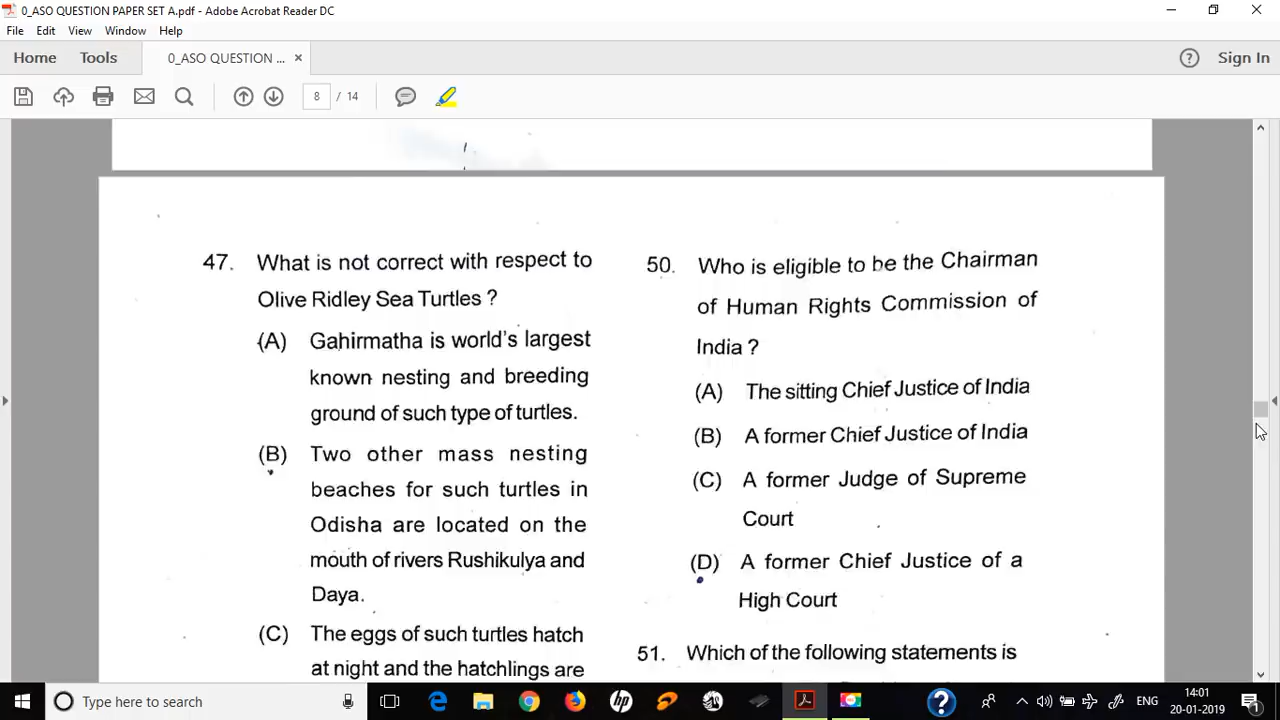 0_ASO QUESTION PAPER SET A.pdf - Adobe Acrobat Reader DC
File Edit View Window Help
Home Tools 0_ASO QUESTION ... × Sign In
8 / 14
47. What is not correct with respect to
Olive Ridley Sea Turtles ?
(A) Gahirmatha is world's largest
known nesting and breeding
ground of such type of turtles.
(B) Two other mass nesting
beaches for such turtles in
Odisha are located on the
mouth of rivers Rushikulya and
Daya.
(C) The eggs of such turtles hatch
at night and the hatchlings are
50. Who is eligible to be the Chairman
of Human Rights Commission of
India ?
(A) The sitting Chief Justice of India
(B) A former Chief Justice of India
(C) A former Judge of Supreme
Court
(D) A former Chief Justice of a
High Court
51. Which of the following statements is
Type here to search
ENG 14:01
20-01-2019